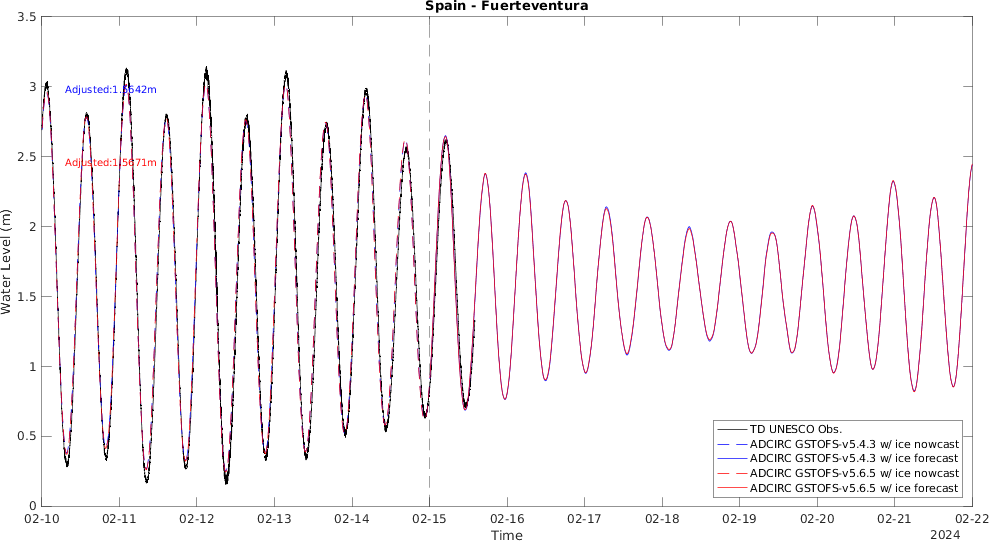 Spain - Fuerteventura
3.5
3
2.5
2
1.5
1
0.5
0
Water Level (m)
Adjusted:1.5642m
Adjusted:1.5671m
TD UNESCO Obs.
ADCIRC GSTOFS-v5.4.3 w/ ice nowcast
ADCIRC GSTOFS-v5.4.3 w/ ice forecast
ADCIRC GSTOFS-v5.6.5 w/ ice nowcast
ADCIRC GSTOFS-v5.6.5 w/ ice forecast
02-10 02-11 02-12 02-13 02-14 02-15 02-16 02-17 02-18 02-19 02-20 02-21 02-22
Time
2024